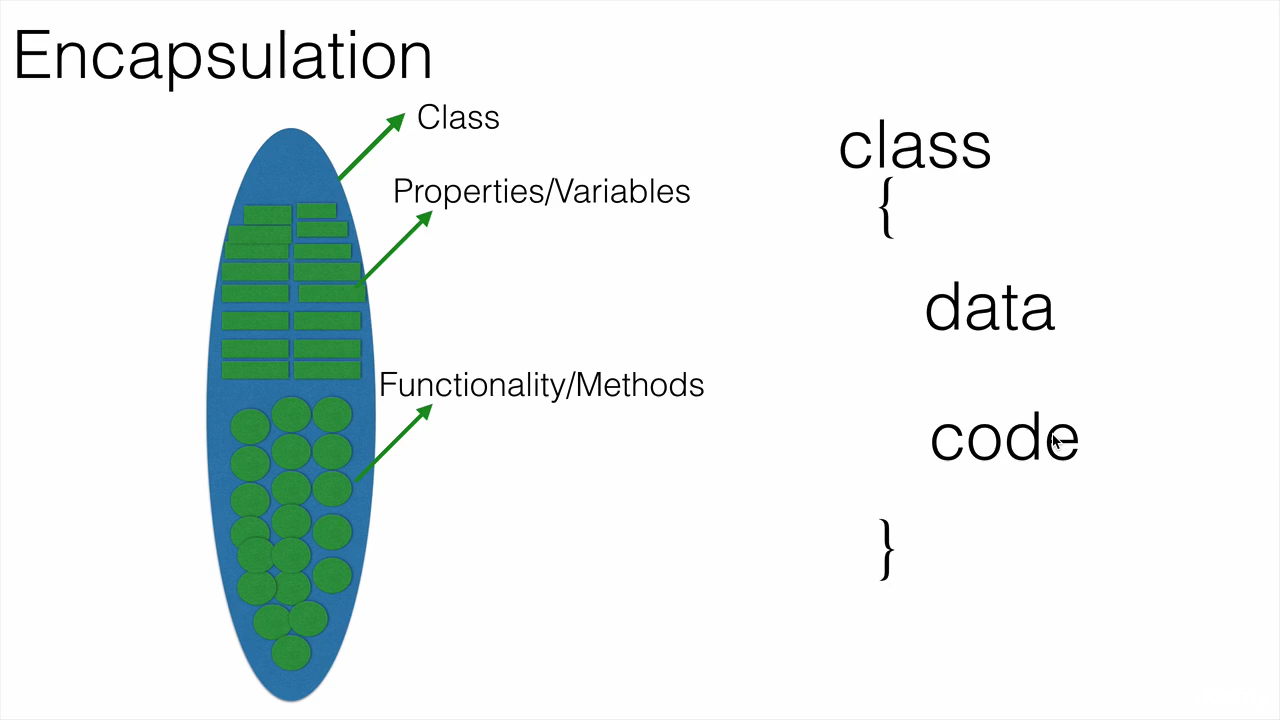 Encapsulation
Class
Properties/Variables
Functionality/Methods
class
{
data
code
}